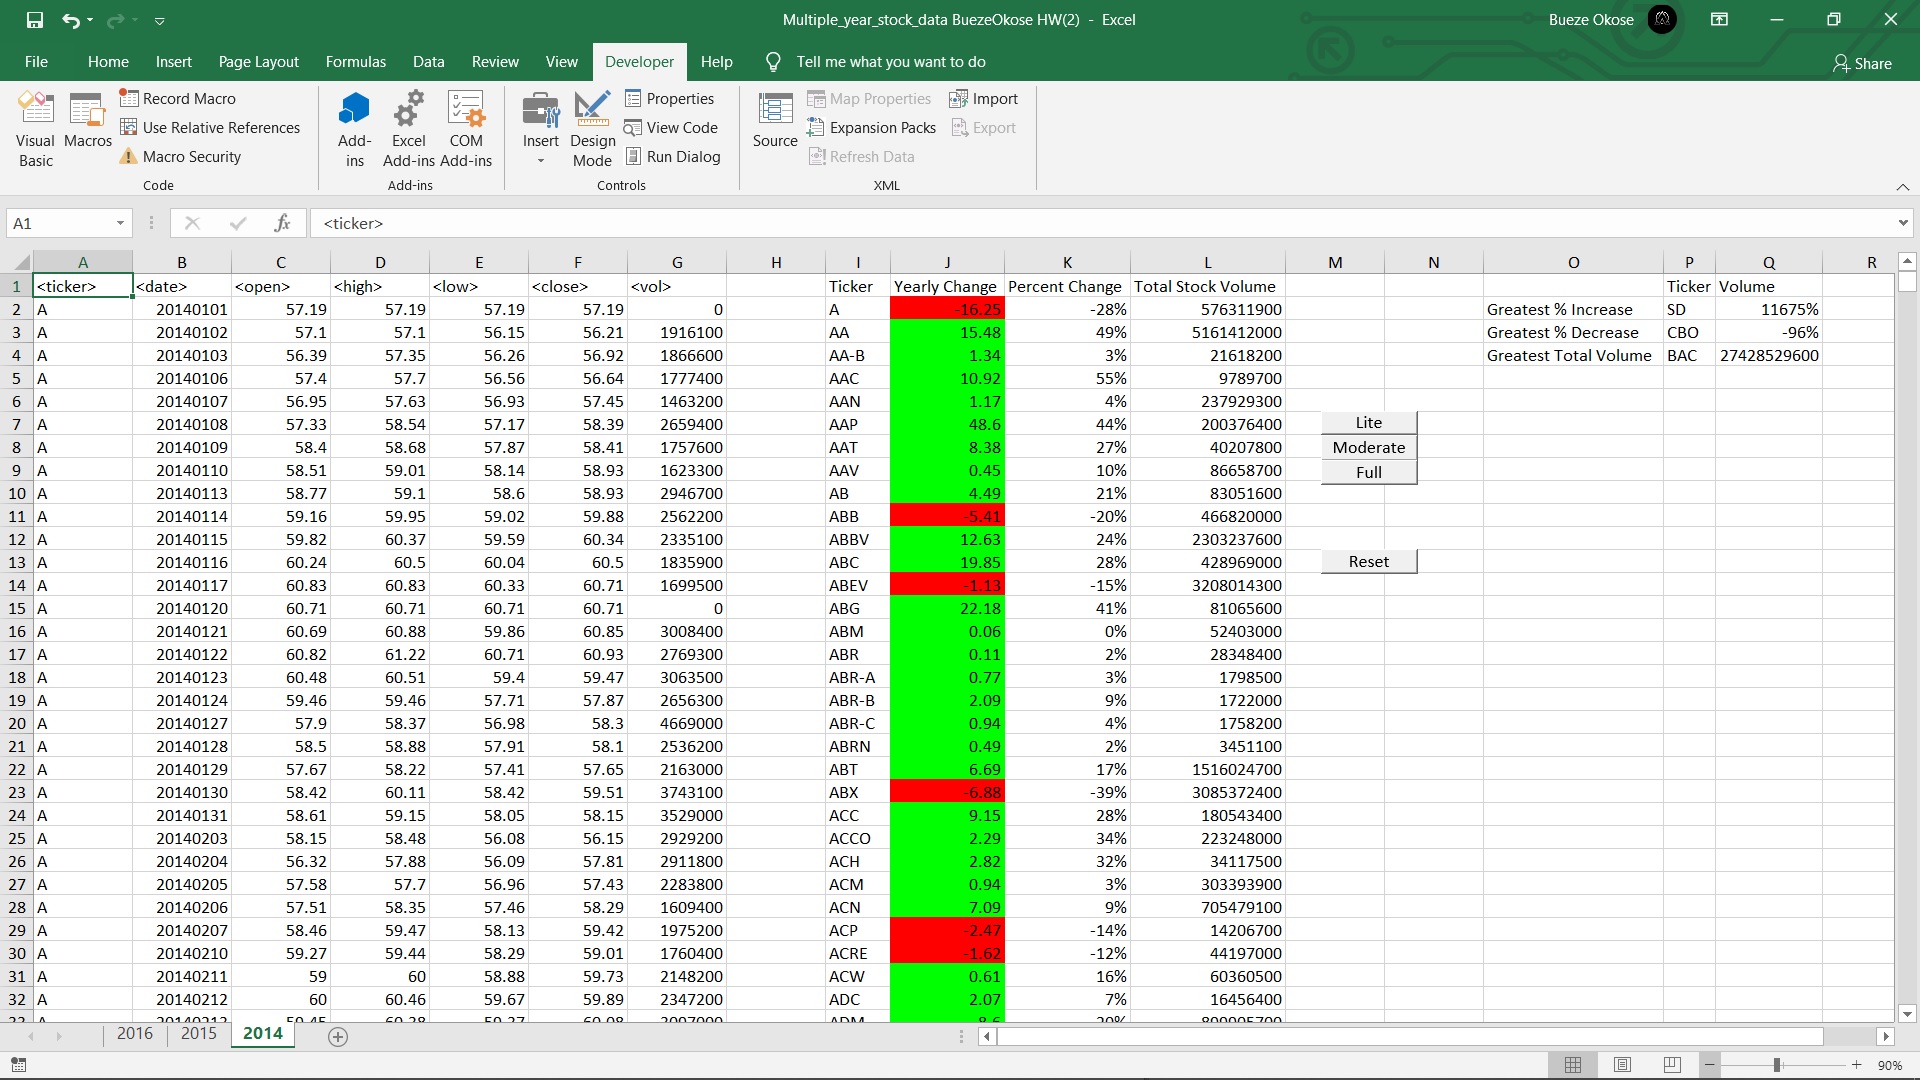 Multiple_year_stock_data BuezeOkose HW(2) - Excel
Bueze Okose
File Home Insert Page Layout Formulas Data Review View Developer Help Tell me what you want to do Share
Visual Basic
Macros
Record Macro
Use Relative References
Macro Security
Code
Add-ins
Excel Add-ins
COM Add-ins
Add-ins
Insert
Design Mode
Properties
View Code
Run Dialog
Controls
Source
Map Properties
Expansion Packs
Refresh Data
Import
Export
XML
A1 fx <ticker>
A B C D E F G H I J K L M N O P Q R
1 <ticker> <date> <open> <high> <low> <close> <vol> Ticker Yearly Change Percent Change Total Stock Volume Ticker Volume
2 A 20140101 57.19 57.19 57.19 57.19 0 A -16.25 -28% 576311900 Greatest % Increase SD 11675%
3 A 20140102 57.1 57.1 56.15 56.21 1916100 AA 15.48 49% 5161412000 Greatest % Decrease CBO -96%
4 A 20140103 56.39 57.35 56.26 56.92 1866600 AA-B 1.34 3% 21618200 Greatest Total Volume BAC 27428529600
5 A 20140106 57.4 57.7 56.56 56.64 1777400 AAC 10.92 55% 9789700
6 A 20140107 56.95 57.63 56.93 57.45 1463200 AAN 1.17 4% 237929300
7 A 20140108 57.33 58.54 57.17 58.39 2659400 AAP 48.6 44% 200376400 Lite
8 A 20140109 58.4 58.68 57.87 58.41 1757600 AAT 8.38 27% 40207800 Moderate
9 A 20140110 58.51 59.01 58.14 58.93 1623300 AAV 0.45 10% 86658700 Full
10 A 20140113 58.77 59.1 58.6 58.93 2946700 AB 4.49 21% 83051600
11 A 20140114 59.16 59.95 59.02 59.88 2562200 ABB -5.41 -20% 466820000
12 A 20140115 59.82 60.37 59.59 60.34 2335100 ABBV 12.63 24% 2303237600
13 A 20140116 60.24 60.5 60.04 60.5 1835900 ABC 19.85 28% 428969000 Reset
14 A 20140117 60.83 60.83 60.33 60.71 1699500 ABEV -1.13 -15% 3208014300
15 A 20140120 60.71 60.71 60.71 60.71 0 ABG 22.18 41% 81065600
16 A 20140121 60.69 60.88 59.86 60.85 3008400 ABM 0.06 0% 52403000
17 A 20140122 60.82 61.22 60.71 60.93 2769300 ABR 0.11 2% 28348400
18 A 20140123 60.48 60.51 59.4 59.47 3063500 ABR-A 0.77 3% 1798500
19 A 20140124 59.46 59.46 57.71 57.87 2656300 ABR-B 2.09 9% 1722000
20 A 20140127 57.9 58.37 56.98 58.3 4669000 ABR-C 0.94 4% 1758200
21 A 20140128 58.5 58.88 57.91 58.1 2536200 ABRN 0.49 2% 3451100
22 A 20140129 57.67 58.22 57.41 57.65 2163000 ABT 6.69 17% 1516024700
23 A 20140130 58.42 60.11 58.42 59.51 3743100 ABX -6.88 -39% 3085372400
24 A 20140131 58.61 59.15 58.05 58.15 3529000 ACC 9.15 28% 180543400
25 A 20140203 58.15 58.48 56.08 56.15 2929200 ACCO 2.29 34% 223248000
26 A 20140204 56.32 57.88 56.09 57.81 2911800 ACH 2.82 32% 34117500
27 A 20140205 57.58 57.7 56.96 57.43 2283800 ACM 0.94 3% 303393900
28 A 20140206 57.51 58.35 57.46 58.29 1609400 ACN 7.09 9% 705479100
29 A 20140207 58.46 59.47 58.13 59.42 1975200 ACP -2.47 -14% 14206700
30 A 20140210 59.27 59.44 58.29 59.01 1760400 ACRE -1.62 -12% 44197000
31 A 20140211 59 60 58.88 59.73 2148200 ACW 0.61 16% 60360500
32 A 20140212 60 60.46 59.67 59.89 2347200 ADC 2.07 7% 16456400
2016 2015 2014
90%